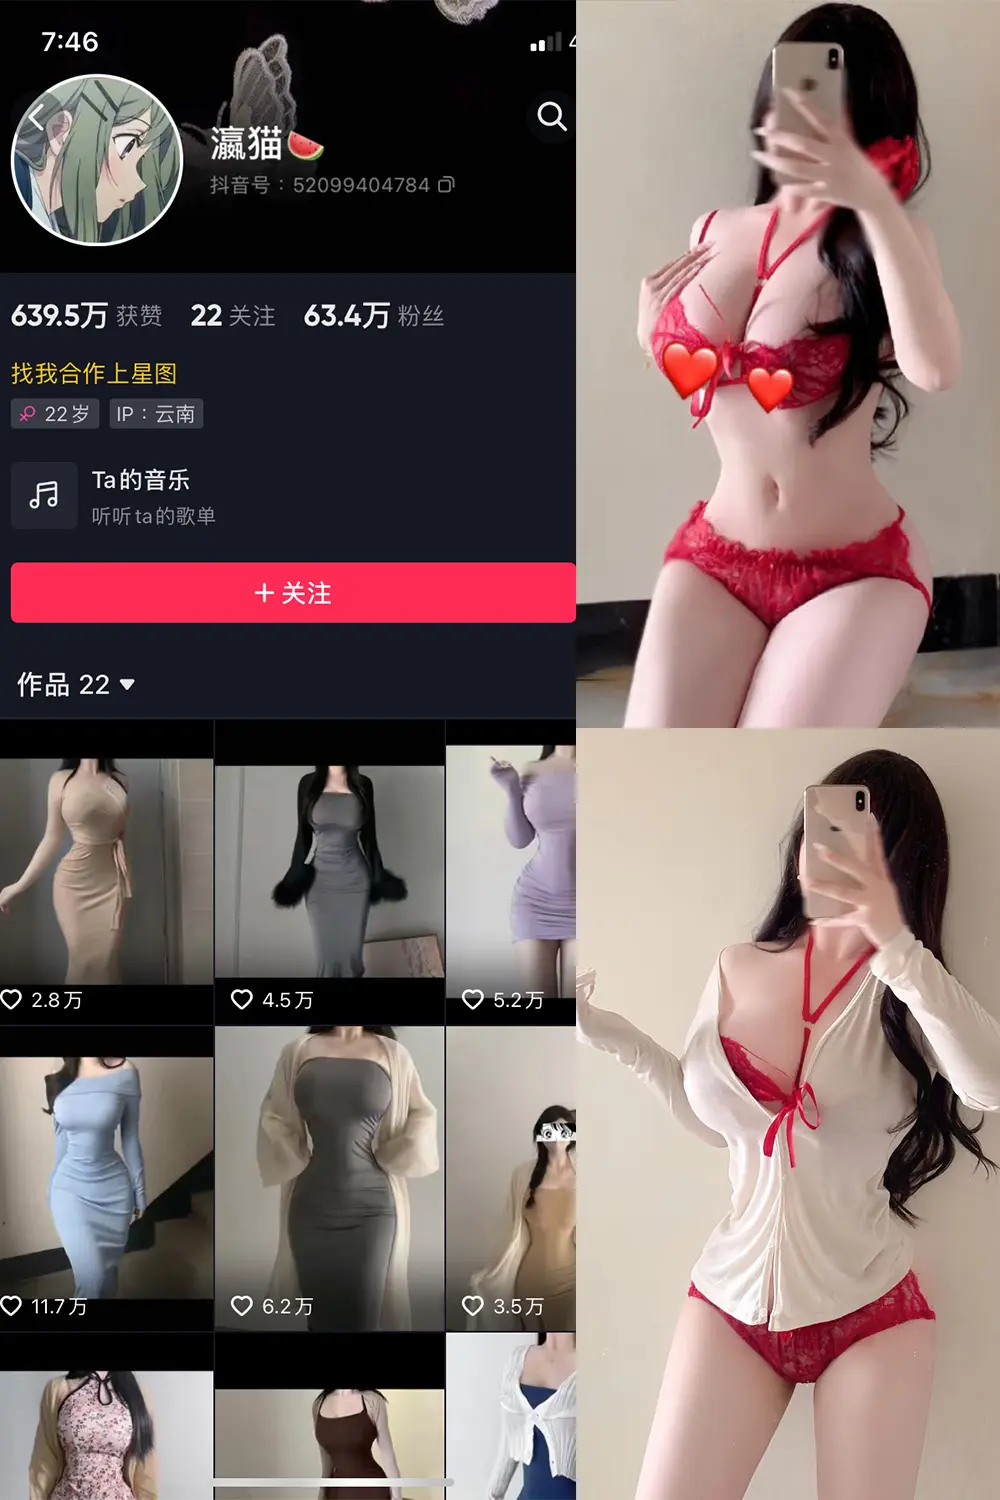 7:46
瀛猫🍉
抖音号：52099404784
639.5万 获赞 22 关注 63.4万 粉丝
找我合作上星图
22岁 IP：云南
Ta的音乐
听听ta的歌单
+ 关注
作品 22
2.8万 4.5万 5.2万
11.7万 6.2万 3.5万